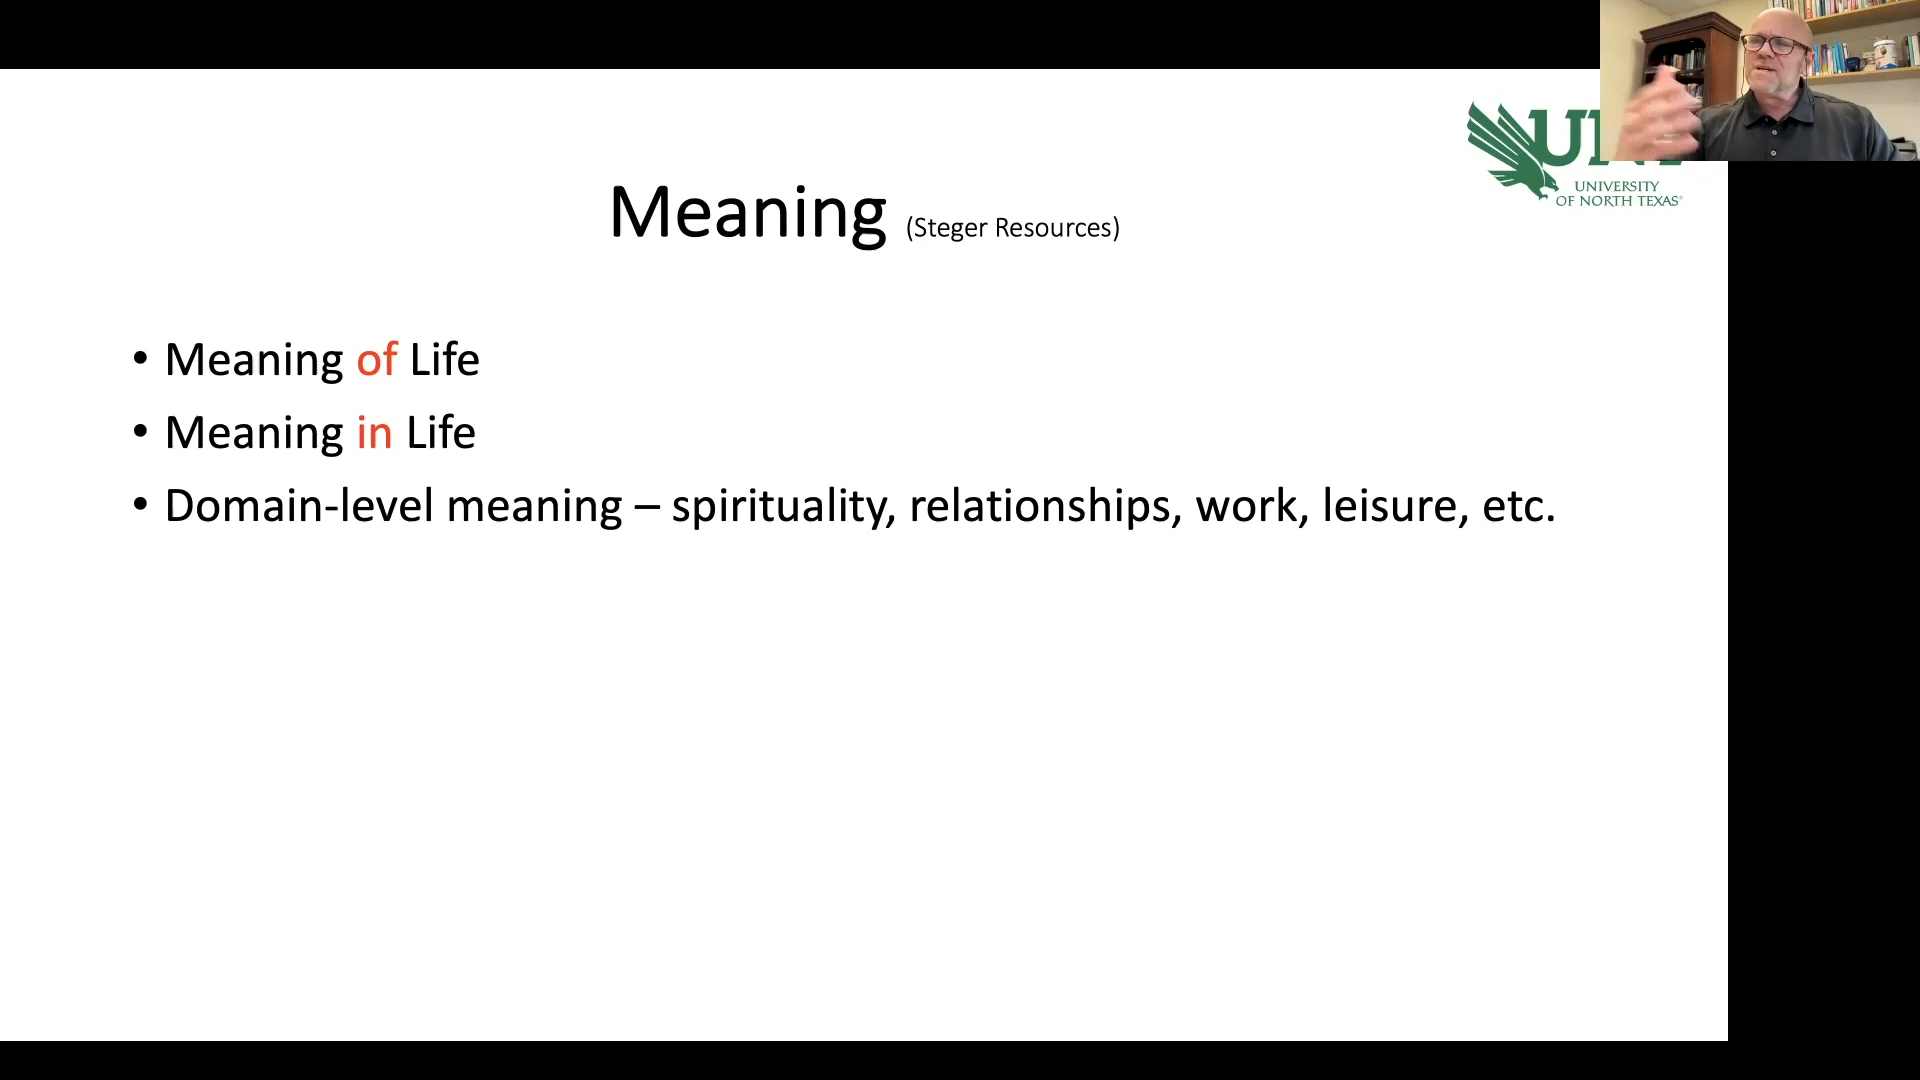 UNIVERSITY
OF NORTH TEXAS®
Meaning (Steger Resources)
• Meaning of Life
• Meaning in Life
• Domain-level meaning – spirituality, relationships, work, leisure, etc.